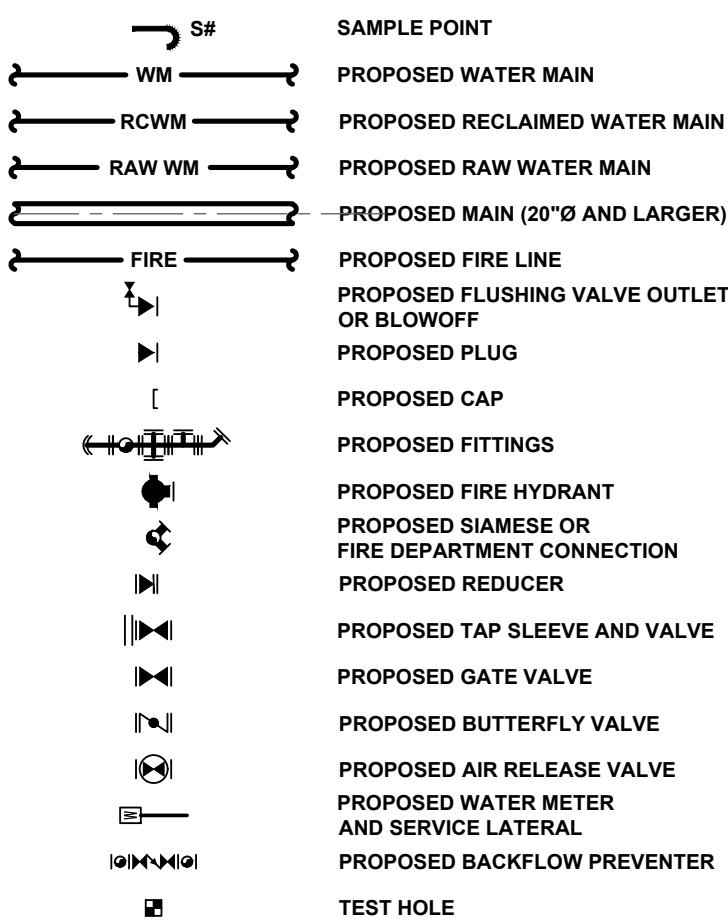 S# SAMPLE POINT
WM PROPOSED WATER MAIN
RCWM PROPOSED RECLAIMED WATER MAIN
RAW WM PROPOSED RAW WATER MAIN
PROPOSED MAIN (20"Ø AND LARGER)
FIRE PROPOSED FIRE LINE
PROPOSED FLUSHING VALVE OUTLET
OR BLOWOFF
PROPOSED PLUG
PROPOSED CAP
PROPOSED FITTINGS
PROPOSED FIRE HYDRANT
PROPOSED SIAMESE OR
FIRE DEPARTMENT CONNECTION
PROPOSED REDUCER
PROPOSED TAP SLEEVE AND VALVE
PROPOSED GATE VALVE
PROPOSED BUTTERFLY VALVE
PROPOSED AIR RELEASE VALVE
PROPOSED WATER METER
W AND SERVICE LATERAL
PROPOSED BACKFLOW PREVENTER
TEST HOLE